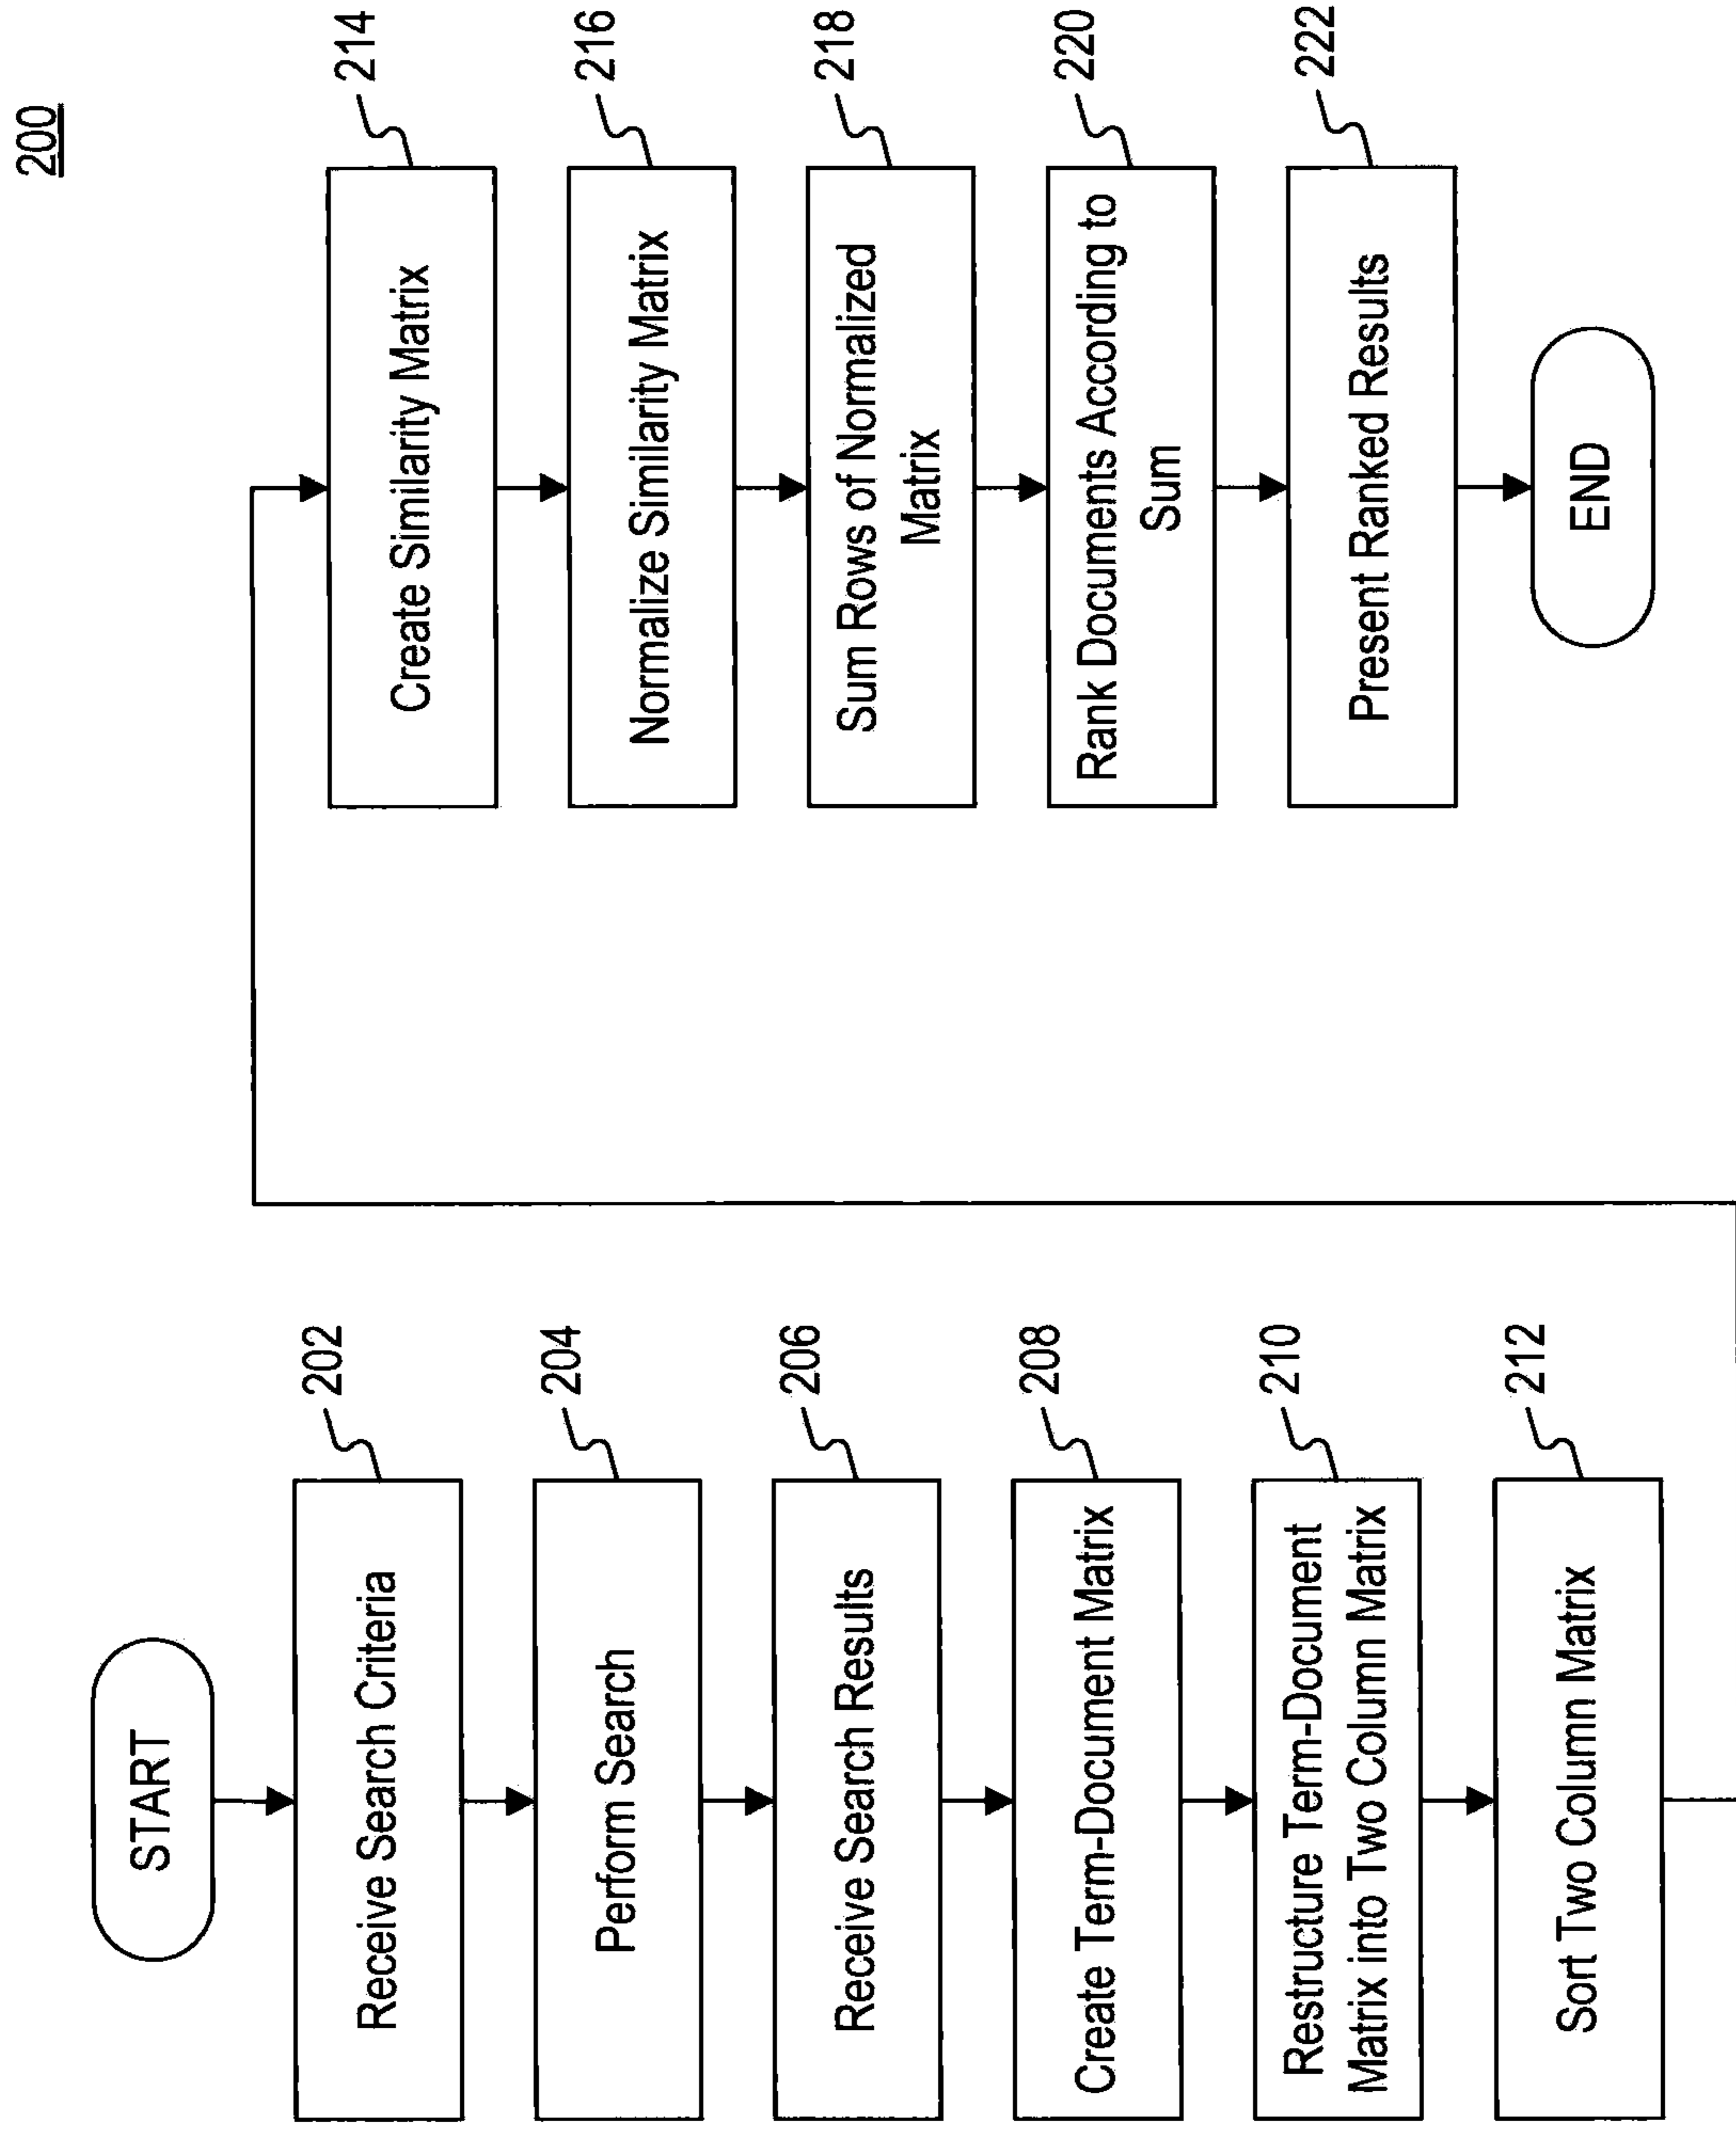 200
START
Receive Search Criteria
202
Perform Search
204
Receive Search Results
206
Create Term-Document Matrix
208
Restructure Term-Document
Matrix into Two Column Matrix
210
Sort Two Column Matrix
212
Create Similarity Matrix
214
Normalize Similarity Matrix
216
Sum Rows of Normalized
Matrix
218
Rank Documents According to
Sum
220
Present Ranked Results
222
END